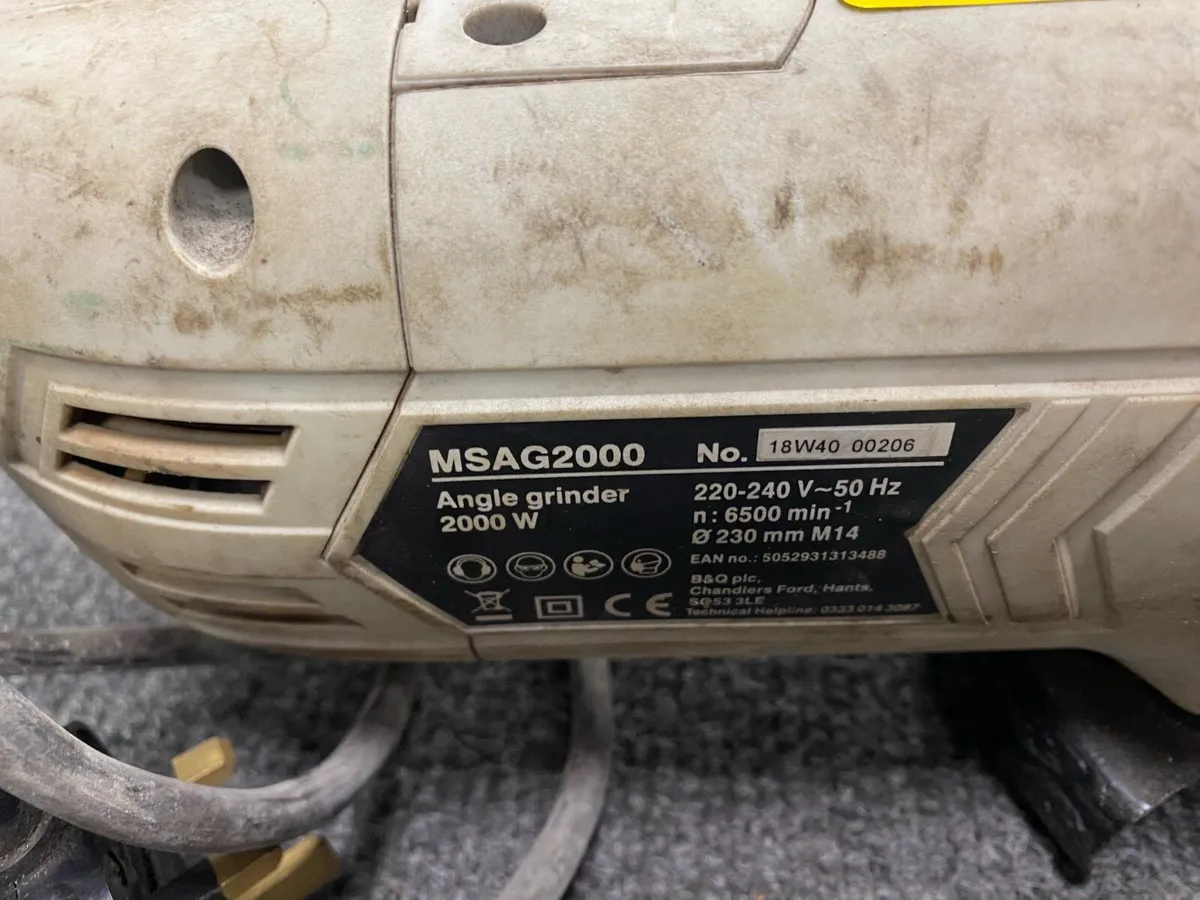 MSAG2000 No. 18W40 00206
Angle grinder
2000 W
220-240 V~50 Hz
n: 6500 min⁻¹
Ø 230 mm M14
EAN no.: 5052931313488
B&Q plc,
Chandlers Ford, Hants,
SO53 3LE
Technical Helpline: 0333 014 3087
CE